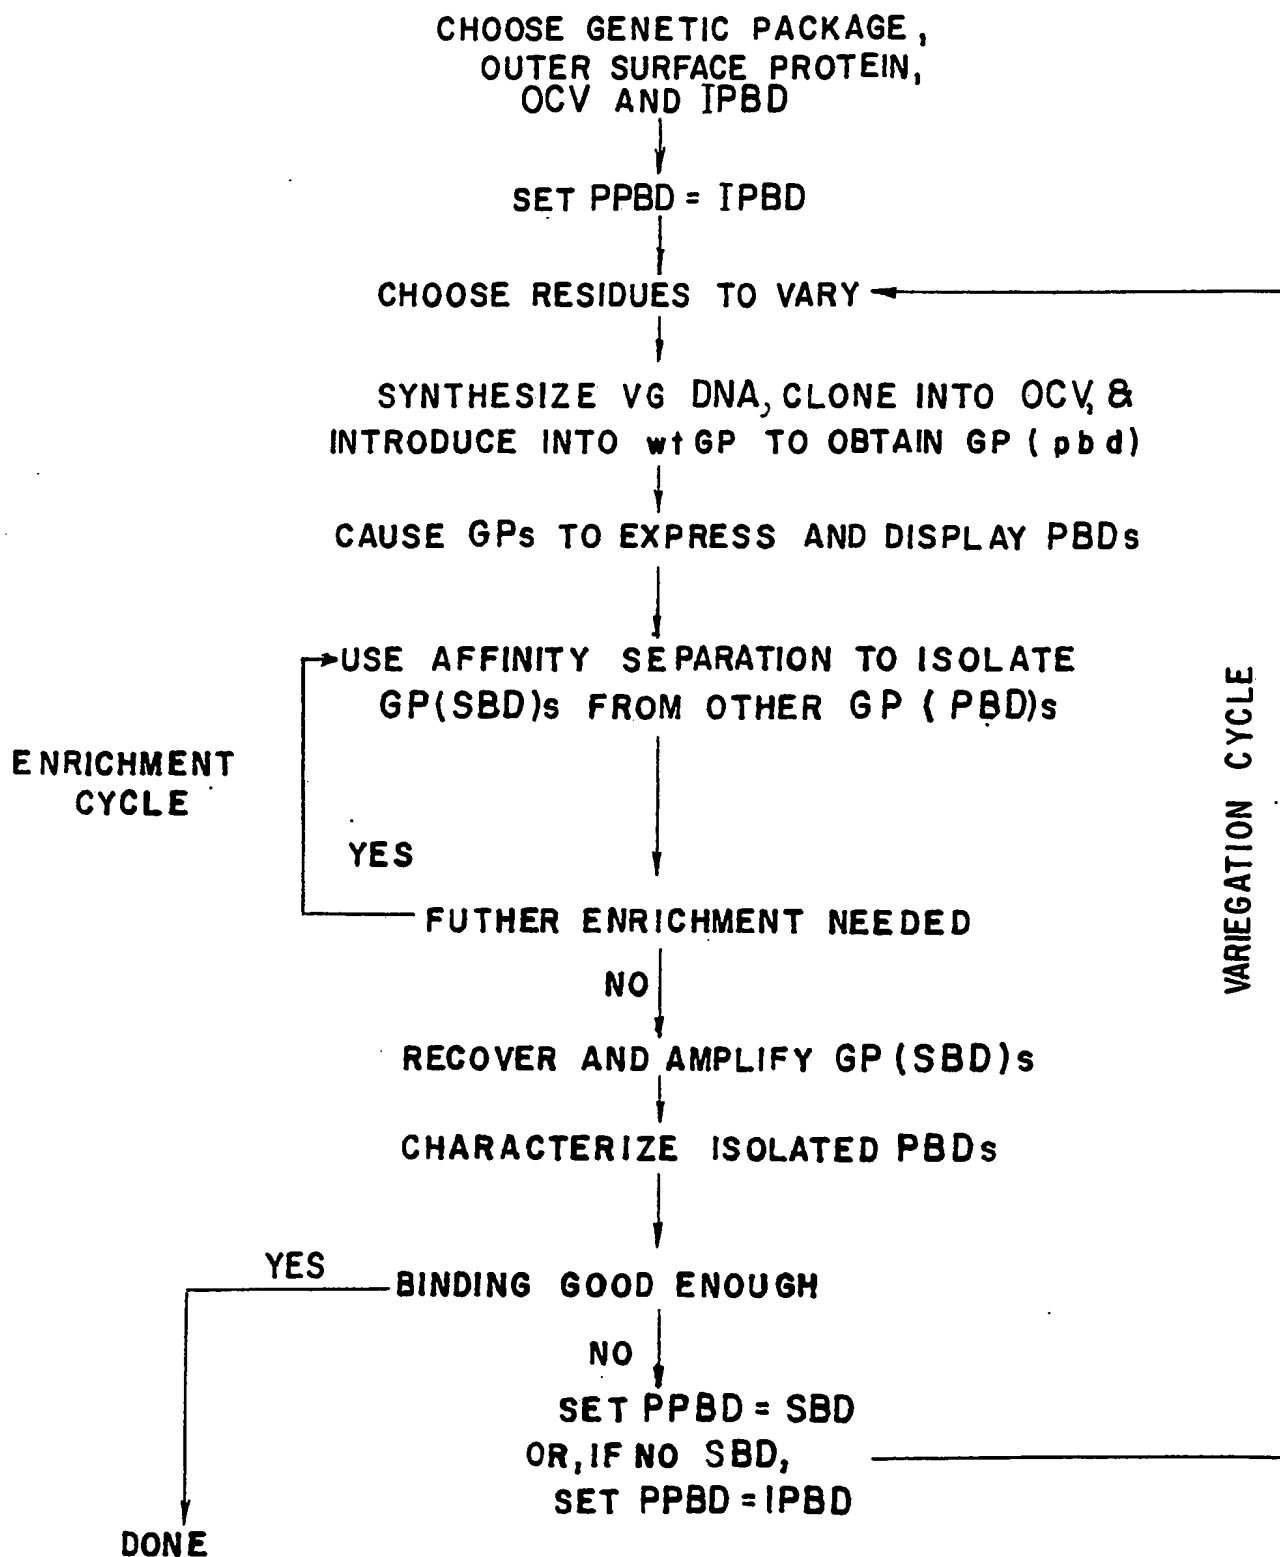 CHOOSE GENETIC PACKAGE,
OUTER SURFACE PROTEIN,
OCV AND IPBD
SET PPBD = IPBD
CHOOSE RESIDUES TO VARY
SYNTHESIZE VG DNA, CLONE INTO OCV, &
INTRODUCE INTO wt GP TO OBTAIN GP (pbd)
CAUSE GPs TO EXPRESS AND DISPLAY PBDs
USE AFFINITY SEPARATION TO ISOLATE
GP(SBD)s FROM OTHER GP (PBD)s
ENRICHMENT
CYCLE
VARIEGATION CYCLE
YES
FUTHER ENRICHMENT NEEDED
NO
RECOVER AND AMPLIFY GP(SBD)s
CHARACTERIZE ISOLATED PBDs
YES
BINDING GOOD ENOUGH
NO
SET PPBD = SBD
OR, IF NO SBD,
SET PPBD = IPBD
DONE